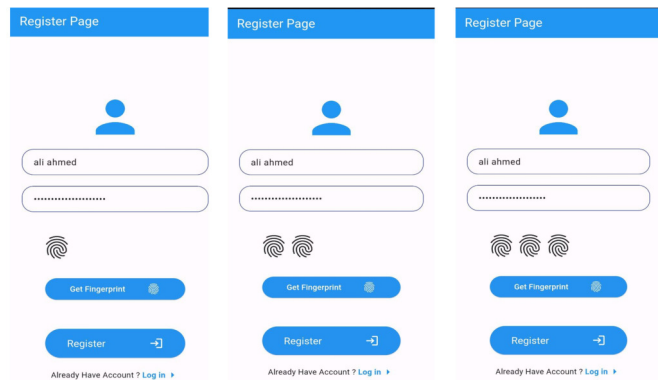 Register Page
ali ahmed
••••••••••••••••••••
Get Fingerprint
Register
Already Have Account ? Log in
Register Page
ali ahmed
••••••••••••••••••••
Get Fingerprint
Register
Already Have Account ? Log in
Register Page
ali ahmed
•••••••••••••••••••
Get Fingerprint
Register
Already Have Account ? Log in